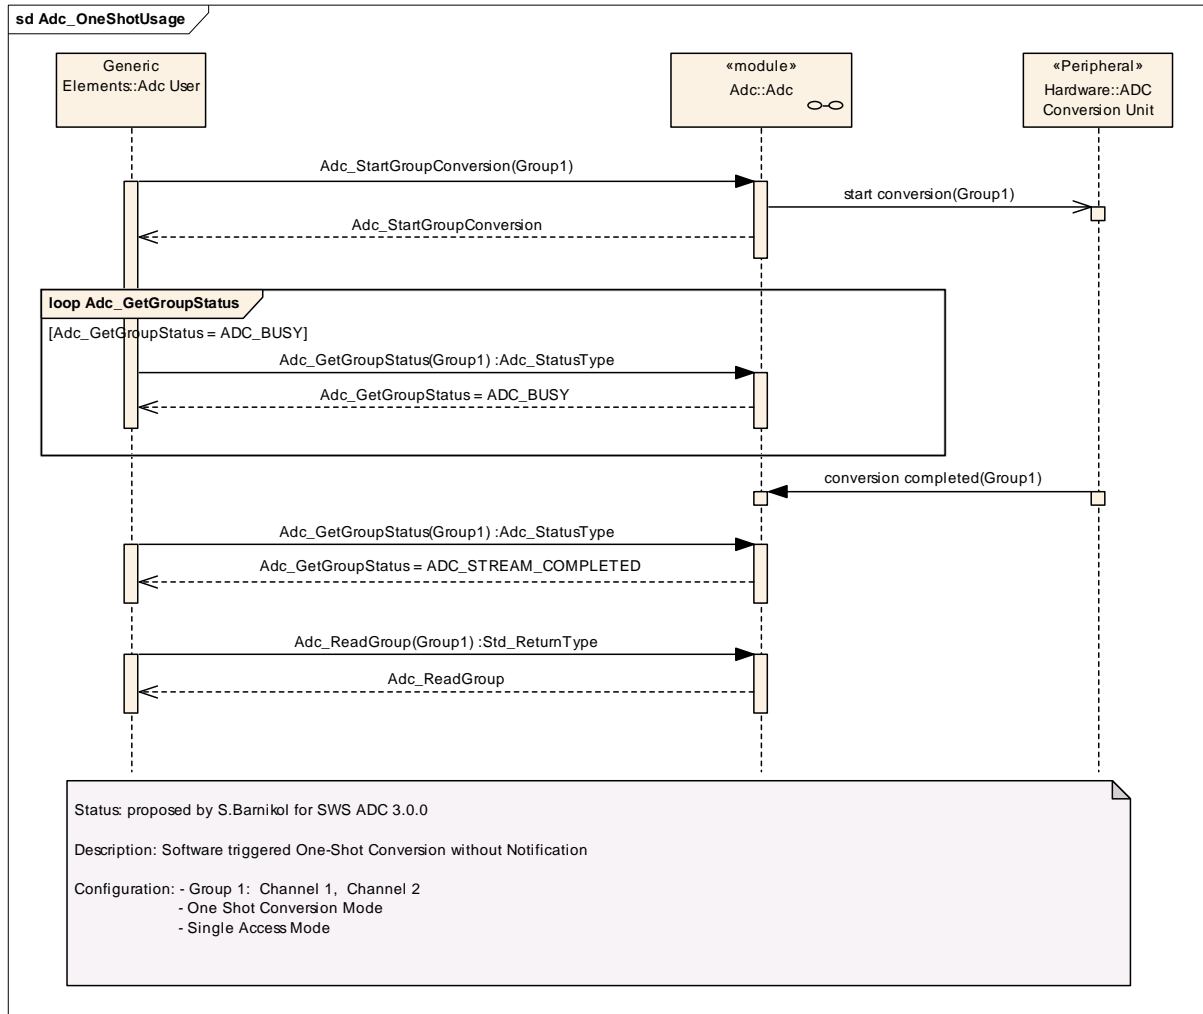 sd Adc_OneShotUsage
Generic
Elements::Adc User
«module»
Adc::Adc
«Peripheral»
Hardware::ADC
Conversion Unit
Adc_StartGroupConversion(Group1)
start conversion(Group1)
Adc_StartGroupConversion
loop Adc_GetGroupStatus
[Adc_GetGroupStatus = ADC_BUSY]
Adc_GetGroupStatus(Group1) :Adc_StatusType
Adc_GetGroupStatus = ADC_BUSY
conversion completed(Group1)
Adc_GetGroupStatus(Group1) :Adc_StatusType
Adc_GetGroupStatus = ADC_STREAM_COMPLETED
Adc_ReadGroup(Group1) :Std_ReturnType
Adc_ReadGroup
Status: proposed by S.Barnikol for SWS ADC 3.0.0
Description: Software triggered One-Shot Conversion without Notification
Configuration: - Group 1: Channel 1, Channel 2
- One Shot Conversion Mode
- Single Access Mode